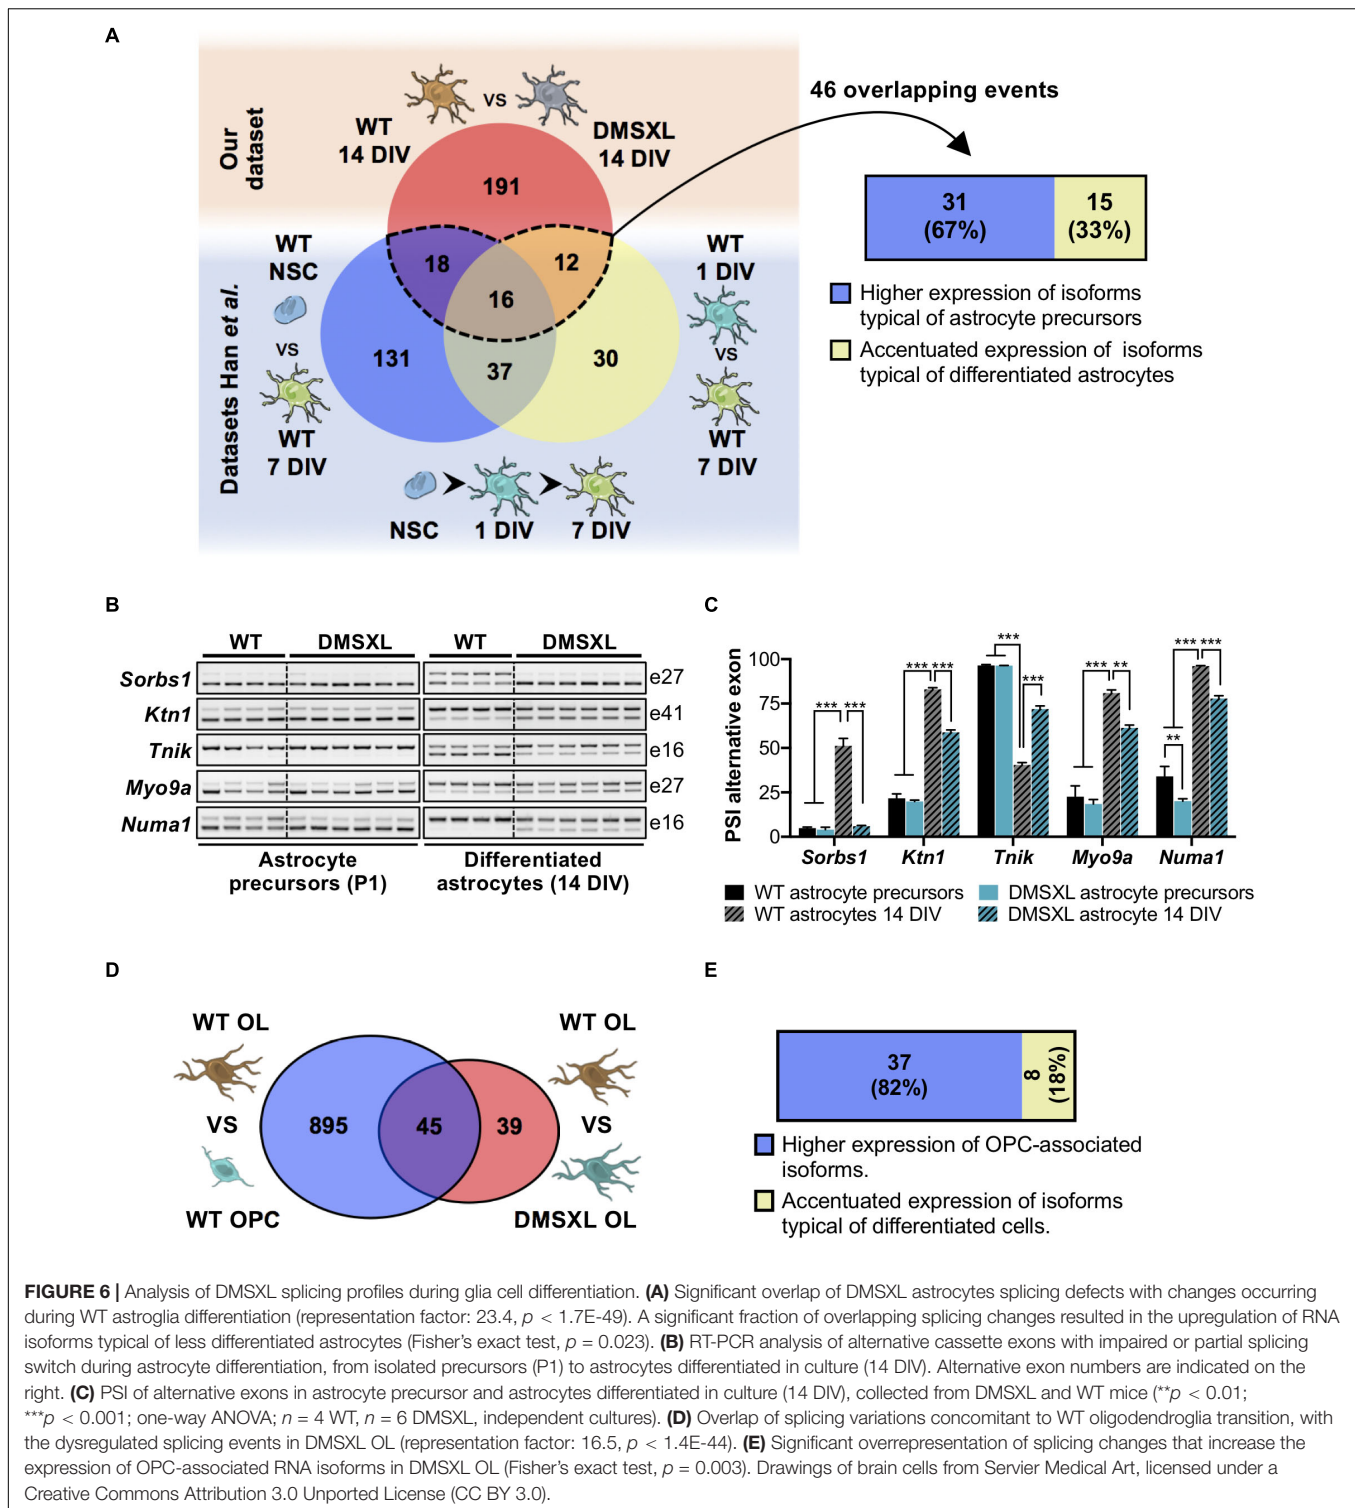 A
Our
dataset
Datasets Han et al.
WT
14 DIV
VS
DMSXL
14 DIV
191
WT
NSC
VS
WT
7 DIV
18
12
16
131
37
30
WT
1 DIV
VS
WT
7 DIV
NSC
1 DIV
7 DIV
46 overlapping events
31
(67%)
15
(33%)
Higher expression of isoforms
typical of astrocyte precursors
Accentuated expression of isoforms
typical of differentiated astrocytes
B
WT DMSXL WT DMSXL
Sorbs1 e27
Ktn1 e41
Tnik e16
Myo9a e27
Numa1 e16
Astrocyte
precursors (P1)
Differentiated
astrocytes (14 DIV)
C
PSI alternative exon
100
75
50
25
0
*** ***
*** ***
***
***
*** **
*** ***
**
Sorbs1 Ktn1 Tnik Myo9a Numa1
WT astrocyte precursors
DMSXL astrocyte precursors
WT astrocytes 14 DIV
DMSXL astrocyte 14 DIV
D
WT OL
VS
WT OPC
895
45
39
WT OL
VS
DMSXL OL
E
37
(82%)
8
(18%)
Higher expression of OPC-associated
isoforms.
Accentuated expression of isoforms
typical of differentiated cells.
FIGURE 6 | Analysis of DMSXL splicing profiles during glia cell differentiation. (A) Significant overlap of DMSXL astrocytes splicing defects with changes occurring
during WT astroglia differentiation (representation factor: 23.4, p < 1.7E-49). A significant fraction of overlapping splicing changes resulted in the upregulation of RNA
isoforms typical of less differentiated astrocytes (Fisher's exact test, p = 0.023). (B) RT-PCR analysis of alternative cassette exons with impaired or partial splicing
switch during astrocyte differentiation, from isolated precursors (P1) to astrocytes differentiated in culture (14 DIV). Alternative exon numbers are indicated on the
right. (C) PSI of alternative exons in astrocyte precursor and astrocytes differentiated in culture (14 DIV), collected from DMSXL and WT mice (**p < 0.01;
***p < 0.001; one-way ANOVA; n = 4 WT, n = 6 DMSXL, independent cultures). (D) Overlap of splicing variations concomitant to WT oligodendroglia transition, with
the dysregulated splicing events in DMSXL OL (representation factor: 16.5, p < 1.4E-44). (E) Significant overrepresentation of splicing changes that increase the
expression of OPC-associated RNA isoforms in DMSXL OL (Fisher's exact test, p = 0.003). Drawings of brain cells from Servier Medical Art, licensed under a
Creative Commons Attribution 3.0 Unported License (CC BY 3.0).